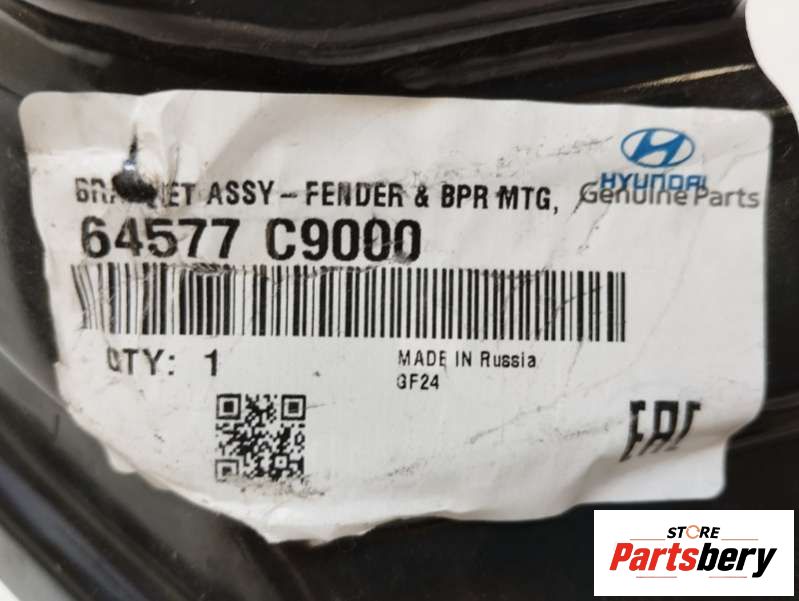 HYUNDAI
Genuine Parts
BRACKET ASSY - FENDER & BPR MTG,
64577 C9000
QTY: 1
MADE IN Russia
GF24
EAC
STORE
Partsbery